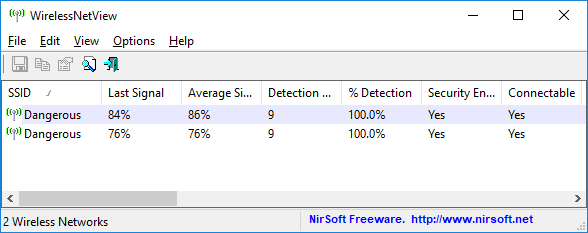 WirelessNetView
File Edit View Options Help
SSID Last Signal Average Si... Detection ... % Detection Security En... Connectable
Dangerous 84% 86% 9 100.0% Yes Yes
Dangerous 76% 76% 9 100.0% Yes Yes
2 Wireless Networks NirSoft Freeware. http://www.nirsoft.net